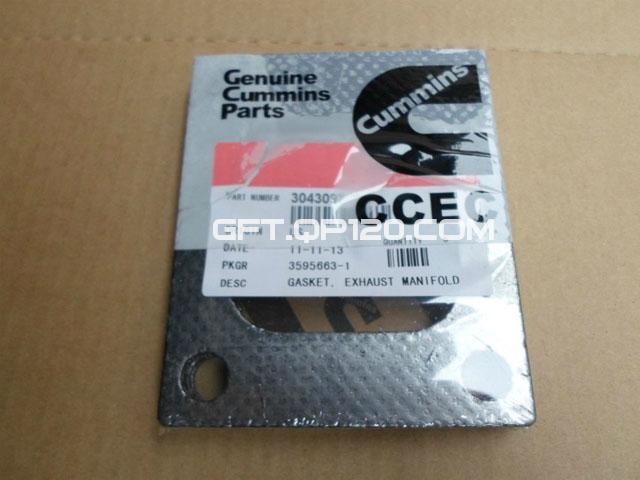 Genuine
Cummins
Parts
Cummins
PART NUMBER 304309
CCEC
GFT.QP120.COM
QUANTITY
DATE 11-11-13
PKGR 3595663-1
DESC GASKET, EXHAUST MANIFOLD